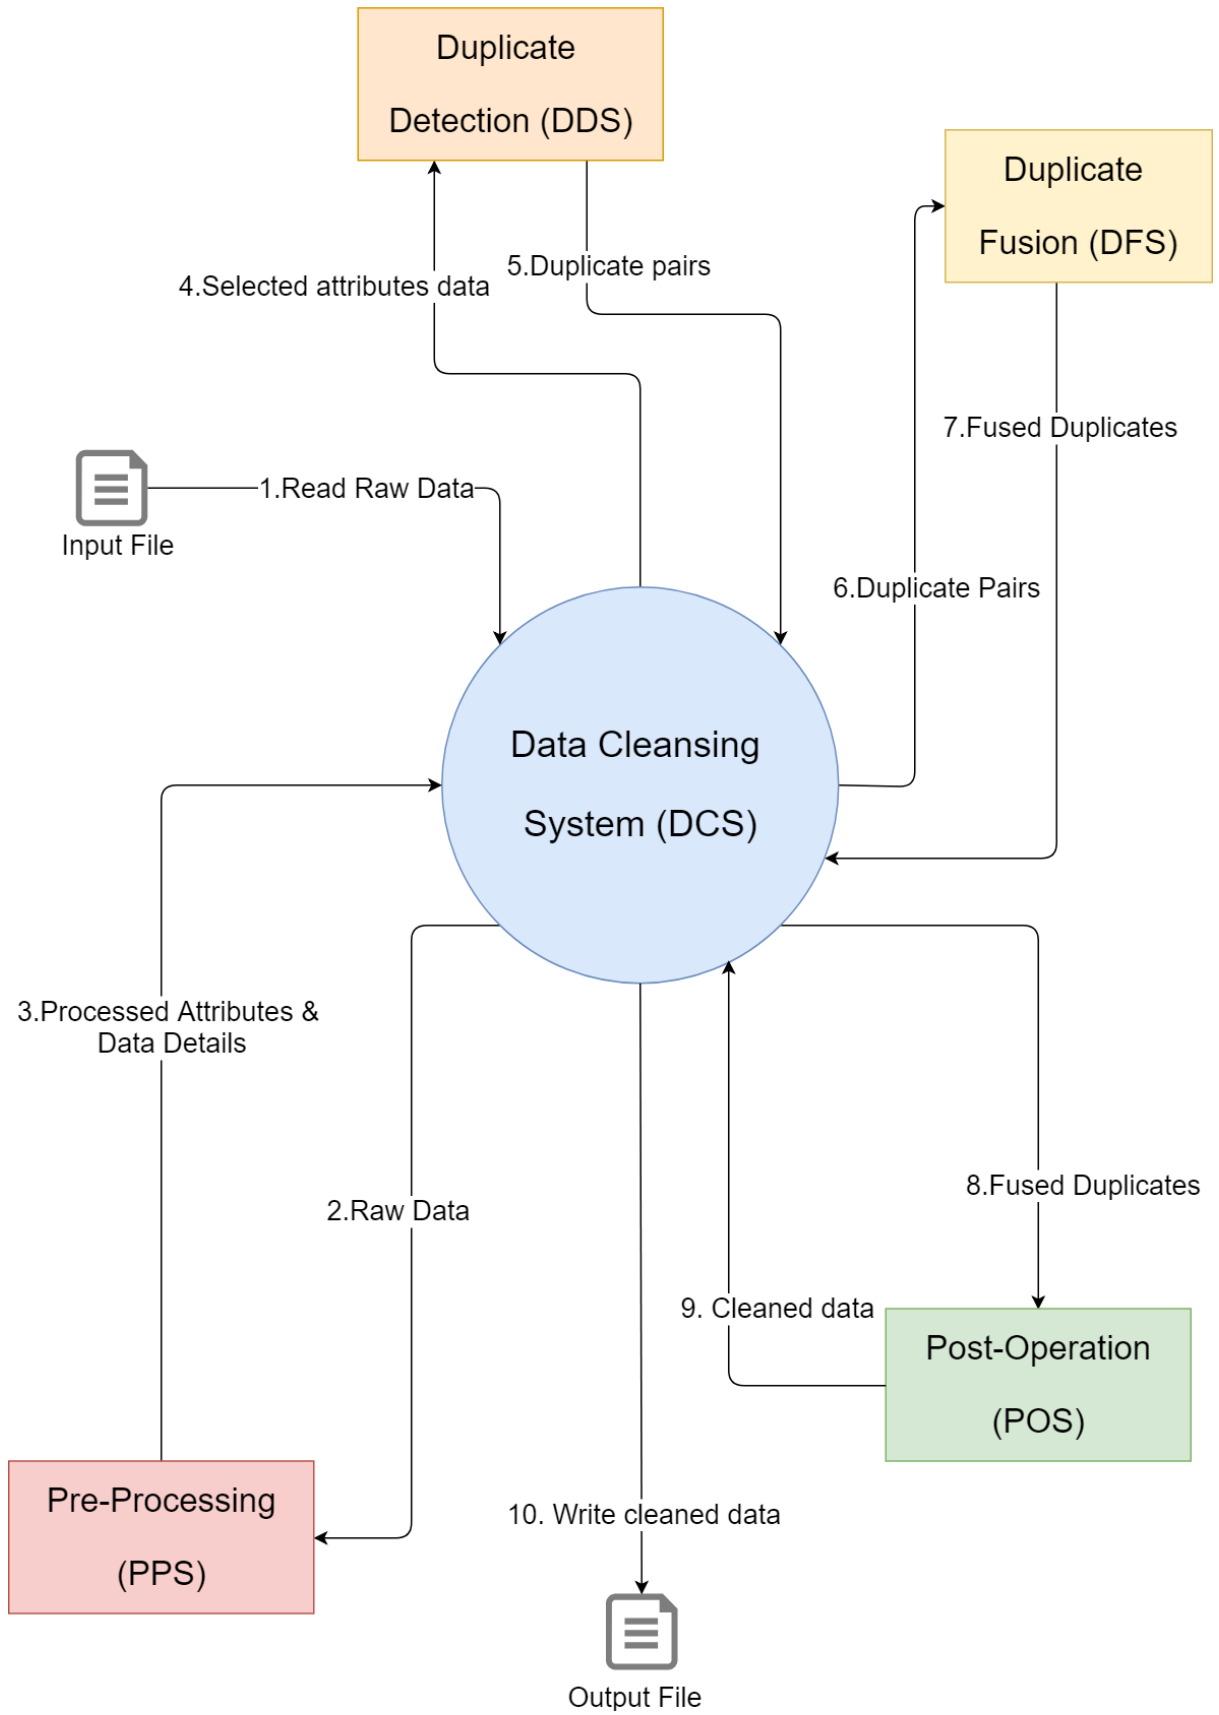 Duplicate
Detection (DDS)
Duplicate
Fusion (DFS)
5.Duplicate pairs
4.Selected attributes data
7.Fused Duplicates
1.Read Raw Data
Input File
6.Duplicate Pairs
Data Cleansing
System (DCS)
3.Processed Attributes &
Data Details
8.Fused Duplicates
2.Raw Data
9. Cleaned data
Post-Operation
(POS)
Pre-Processing
(PPS)
10. Write cleaned data
Output File